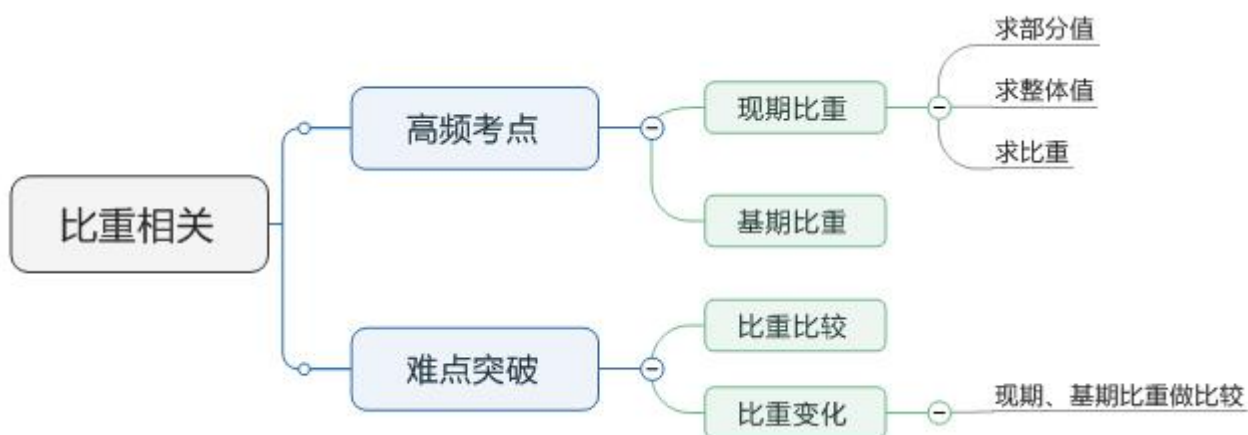 比重相关
高频考点
现期比重
求部分值
求整体值
求比重
基期比重
难点突破
比重比较
比重变化
现期、基期比重做比较